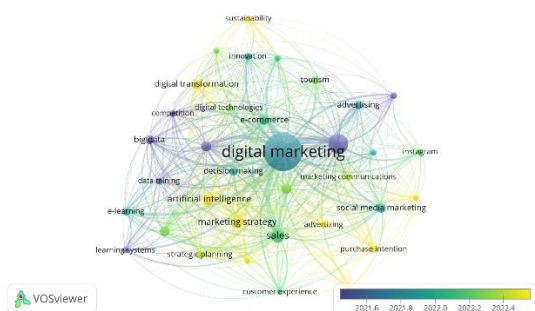 sustainability
innovation
digital transformation
tourism
competition
digital technologies
advertising
e-commerce
big data
digital marketing
instagram
decision making
data mining
marketing communications
artificial intelligence
e-learning
social media marketing
marketing strategy
advertizing
sales
learning systems
strategic planning
purchase intention
customer experience
VOSviewer
2021.6 2021.8 2022.0 2022.2 2022.4